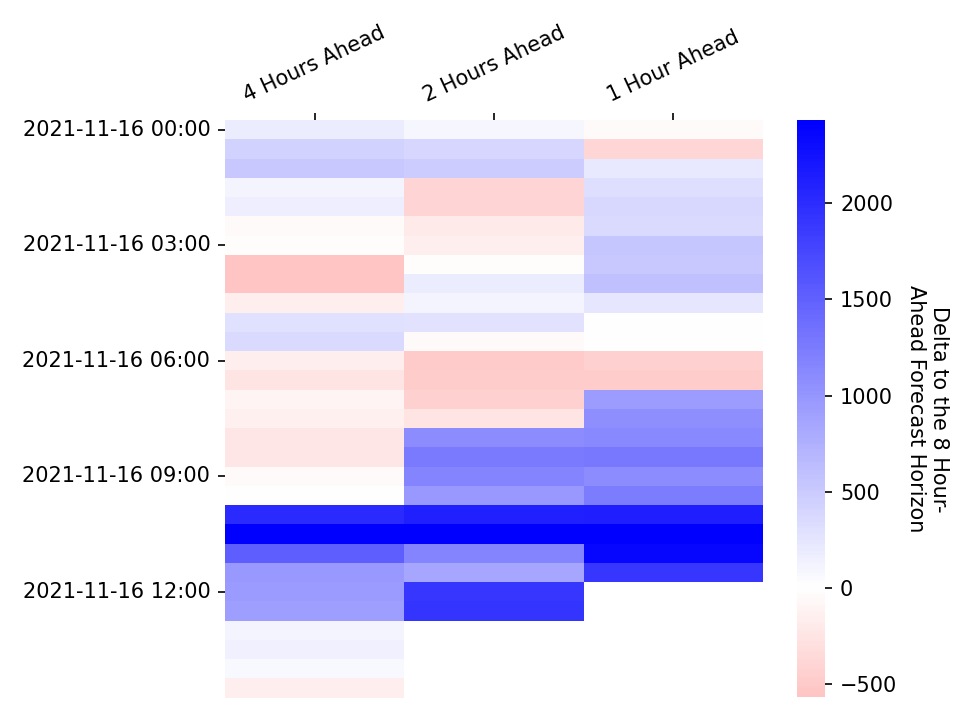 4 Hours Ahead
2 Hours Ahead
1 Hour Ahead
2021-11-16 00:00
2021-11-16 03:00
2021-11-16 06:00
2021-11-16 09:00
2021-11-16 12:00
2000
1500
1000
500
0
−500
Delta to the 8 Hour-
Ahead Forecast Horizon